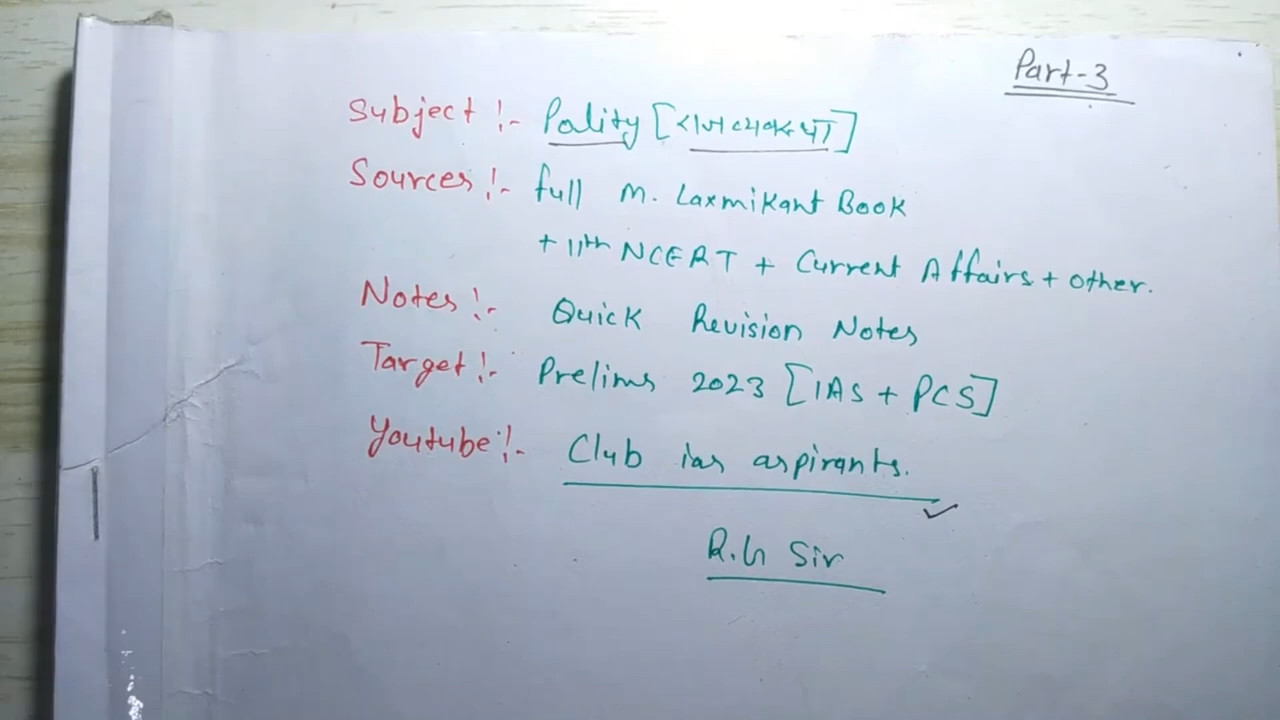 Part-3
Subject :- Polity [राजव्यवस्था]
Sources :- full M. Laxmikant Book
+ 11th NCERT + Current Affairs + other.
Notes :- Quick Revision Notes
Target :- Prelims 2023 [IAS + PCS]
Youtube :- Club ias aspirants.
R.G Sir